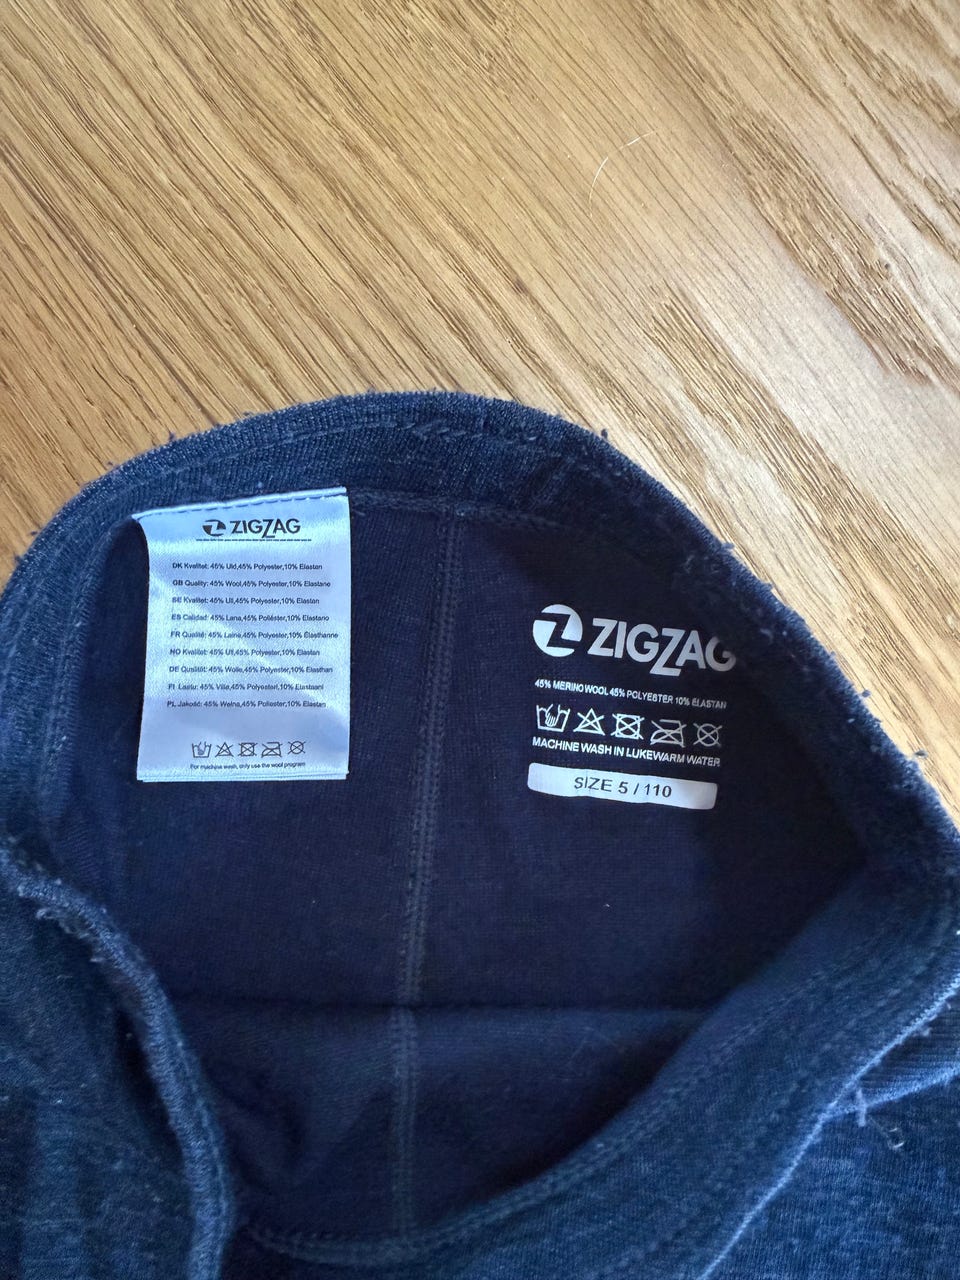 ZIGZAG
DK Kvalitet: 45% Uld,45% Polyester,10% Elastan
GB Quality: 45% Wool,45% Polyester,10% Elastane
SE Kvalitet: 45% Ull,45% Polyester,10% Elastan
ES Calidad: 45% Lana,45% Poliéster,10% Elastano
FR Qualité: 45% Laine,45% Polyester,10% Élasthanne
NO Kvalitet: 45% Ull,45% Polyester,10% Elastan
DE Qualität: 45% Wolle,45% Polyester,10% Elasthan
FI Laatu: 45% Villa,45% Polyesteri,10% Elastaani
PL Jakość: 45% Wełna,45% Poliester,10% Elastan
For machine wash, only use the wool program
ZIGZAG
45% MERINO WOOL 45% POLYESTER 10% ELASTAN
MACHINE WASH IN LUKEWARM WATER
SIZE 5 / 110